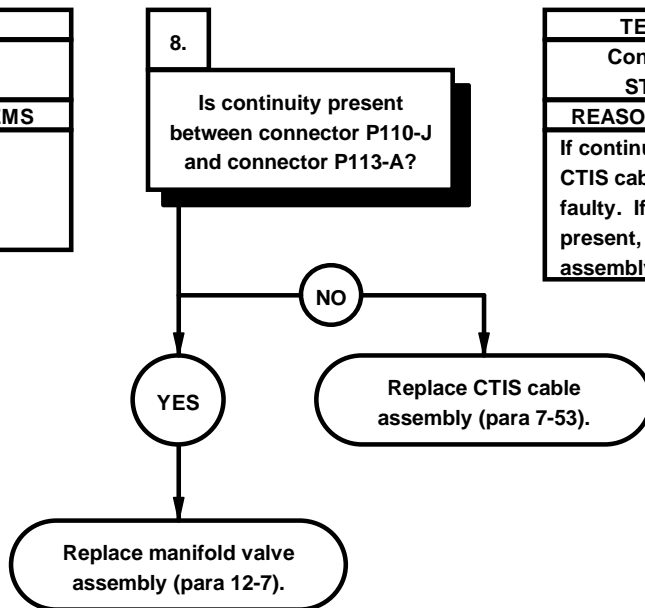 EMS
8.
Is continuity present
between connector P110-J
and connector P113-A?
NO
YES
Replace CTIS cable
assembly (para 7-53).
Replace manifold valve
assembly (para 12-7).
TE
Con
ST
REASO
If continu
CTIS cab
faulty. If
present,
assembly